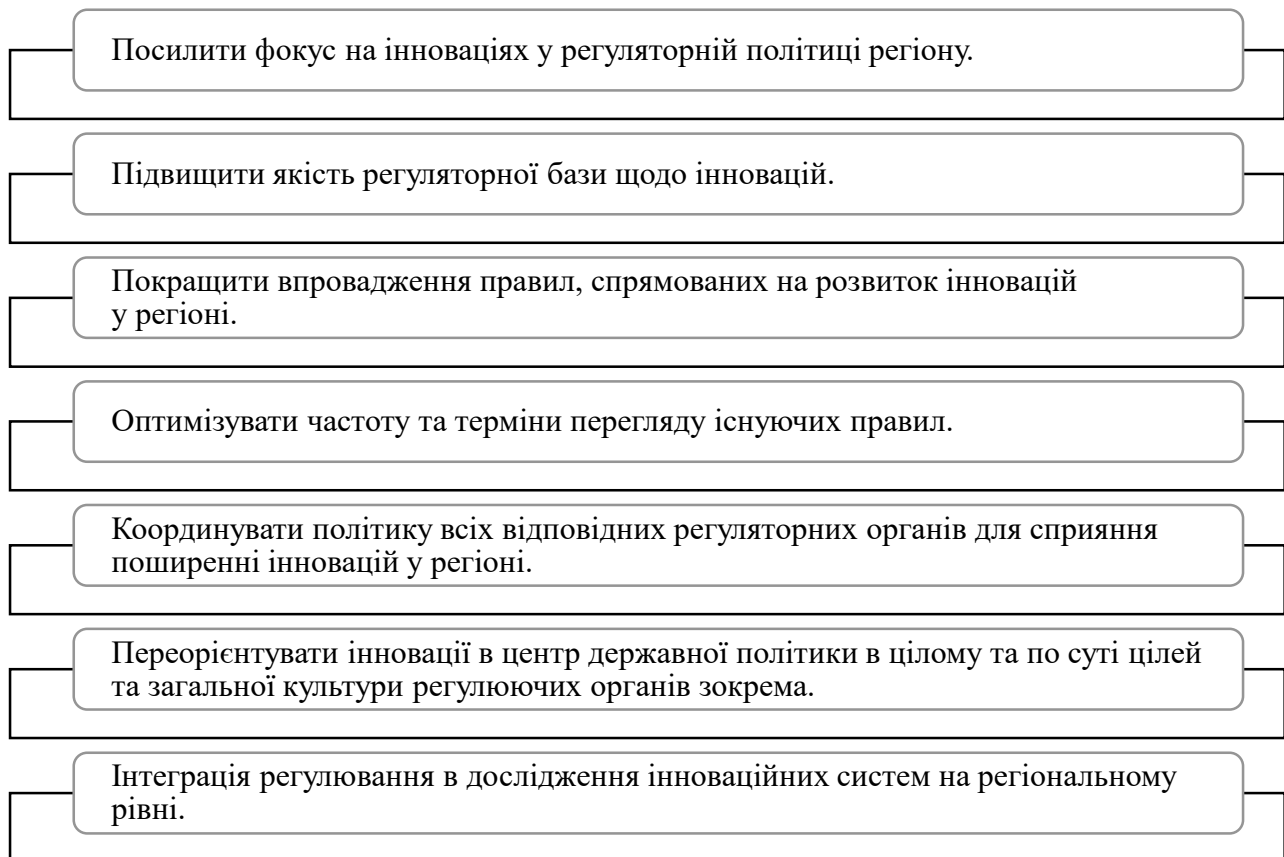 Посилити фокус на інноваціях у регуляторній політиці регіону.
Підвищити якість регуляторної бази щодо інновацій.
Покращити впровадження правил, спрямованих на розвиток інновацій
у регіоні.
Оптимізувати частоту та терміни перегляду існуючих правил.
Координувати політику всіх відповідних регуляторних органів для сприяння
поширенні інновацій у регіоні.
Переорієнтувати інновації в центр державної політики в цілому та по суті цілей
та загальної культури регулюючих органів зокрема.
Інтеграція регулювання в дослідження інноваційних систем на регіональному
рівні.